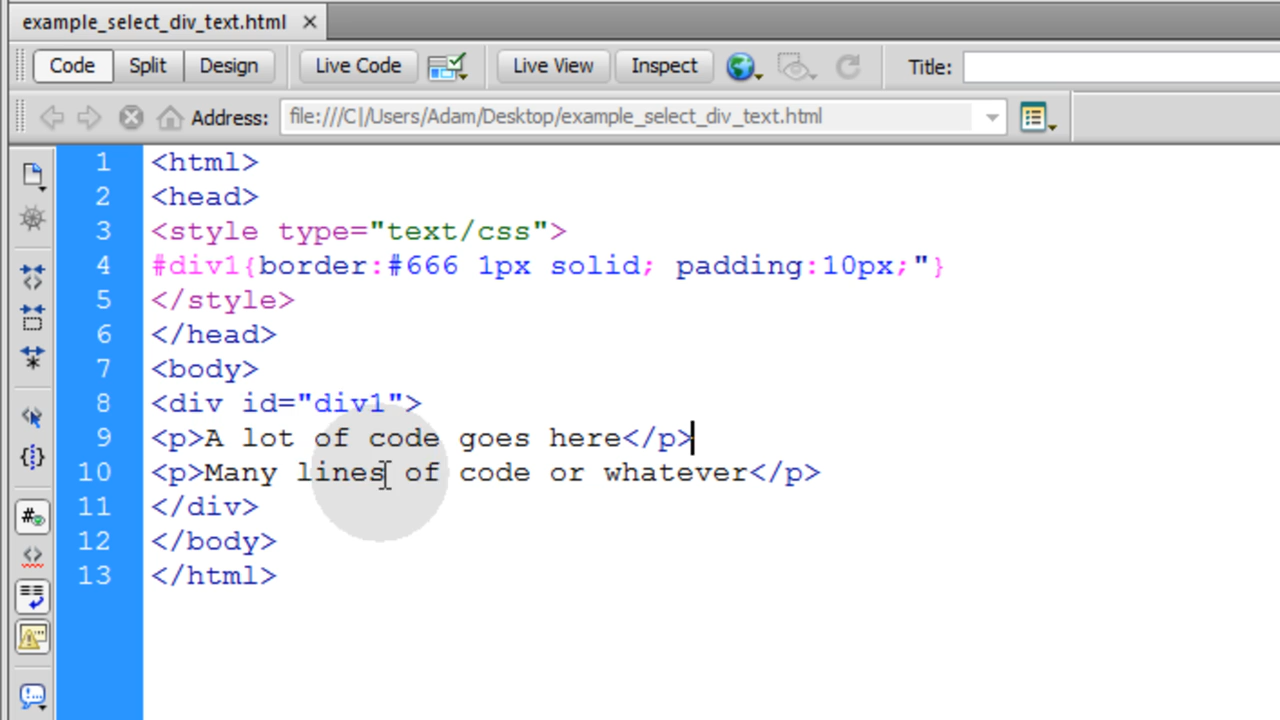 example_select_div_text.html
Code Split Design Live Code Live View Inspect Title:
Address: file:///C|/Users/Adam/Desktop/example_select_div_text.html
1 <html>
2 <head>
3 <style type="text/css">
4 #div1{border:#666 1px solid; padding:10px;"}
5 </style>
6 </head>
7 <body>
8 <div id="div1">
9 <p>A lot of code goes here</p>
10 <p>Many lines of code or whatever</p>
11 </div>
12 </body>
13 </html>